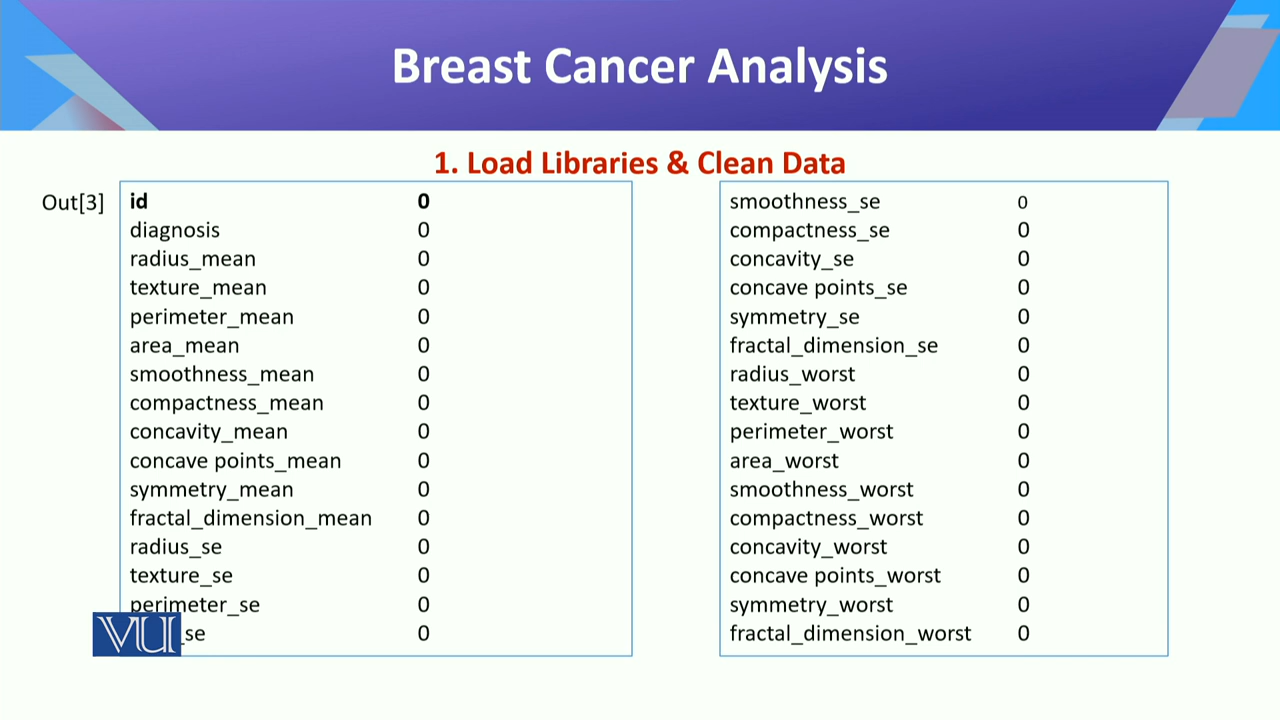 Breast Cancer Analysis
1. Load Libraries & Clean Data
Out[3]
id 0
diagnosis 0
radius_mean 0
texture_mean 0
perimeter_mean 0
area_mean 0
smoothness_mean 0
compactness_mean 0
concavity_mean 0
concave points_mean 0
symmetry_mean 0
fractal_dimension_mean 0
radius_se 0
texture_se 0
perimeter_se 0
_se 0
VU
smoothness_se 0
compactness_se 0
concavity_se 0
concave points_se 0
symmetry_se 0
fractal_dimension_se 0
radius_worst 0
texture_worst 0
perimeter_worst 0
area_worst 0
smoothness_worst 0
compactness_worst 0
concavity_worst 0
concave points_worst 0
symmetry_worst 0
fractal_dimension_worst 0